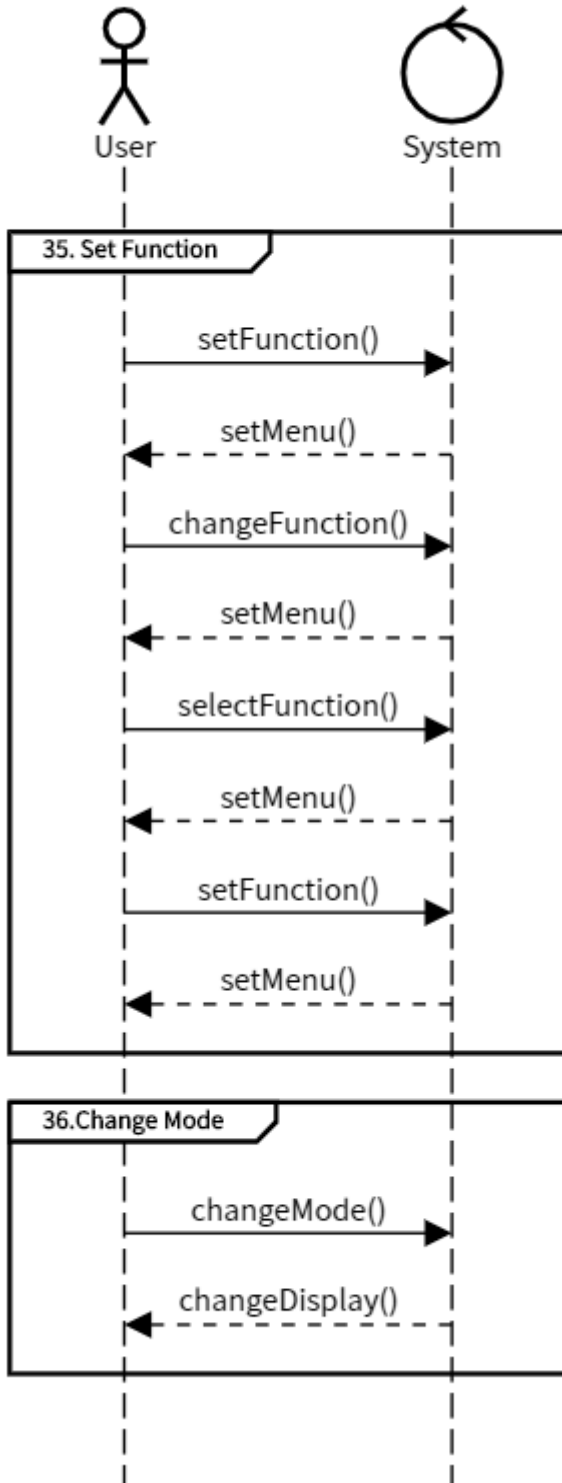 User
System
35. Set Function
setFunction()
setMenu()
changeFunction()
setMenu()
selectFunction()
setMenu()
setFunction()
setMenu()
36.Change Mode
changeMode()
changeDisplay()